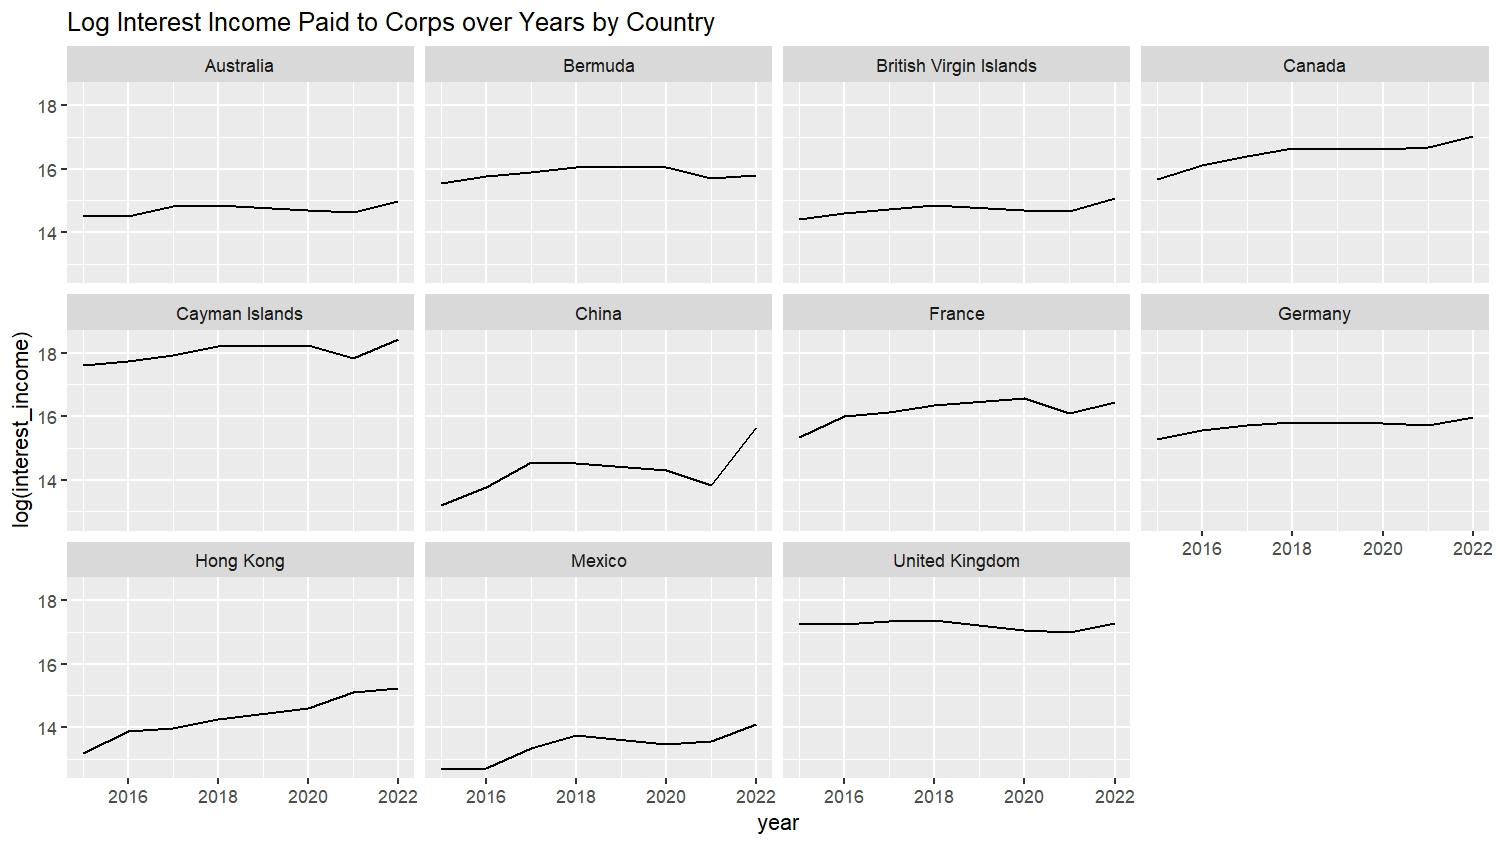 Log Interest Income Paid to Corps over Years by Country
Australia Bermuda British Virgin Islands Canada
18
16
14
Cayman Islands China France Germany
18
16
14
2016 2018 2020 2022
Hong Kong Mexico United Kingdom
18
16
14
2016 2018 2020 2022 2016 2018 2020 2022 2016 2018 2020 2022
year
log(interest_income)